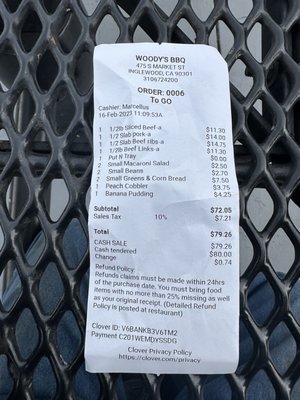 WOODY'S BBQ
475 S MARKET ST
INGLEWOOD, CA 90301
3106724200
ORDER: 0006
To GO
Cashier: Marcellus
16-Feb-2023 11:09:53A
1 1/2lb Sliced Beef-a $11.30
1 1/2 Slab pork-a $14.00
1 1/2 Slab Beef ribs-a $14.75
1 1/2lb Beef Links-a $11.30
1 Put N Tray $0.00
2 Small Macaroni Salad $2.50
2 Small Beans $2.70
2 Small Greens & Corn Bread $7.50
1 Peach Cobbler $3.75
1 Banana Pudding $4.25
Subtotal $72.05
Sales Tax 10% $7.21
Total $79.26
CASH SALE $79.26
Cash tendered $80.00
Change $0.74
Refund Policy
Refunds claims must be made within 24hrs
of the purchase date. You must bring food
items with no more than 25% missing as well
as your original receipt. (Detailed Refund
Policy is posted at restaurant)
Clover ID: V6BANKB3V6TM2
Payment C201WEMDYSSDG
Clover Privacy Policy
https://clover.com/privacy